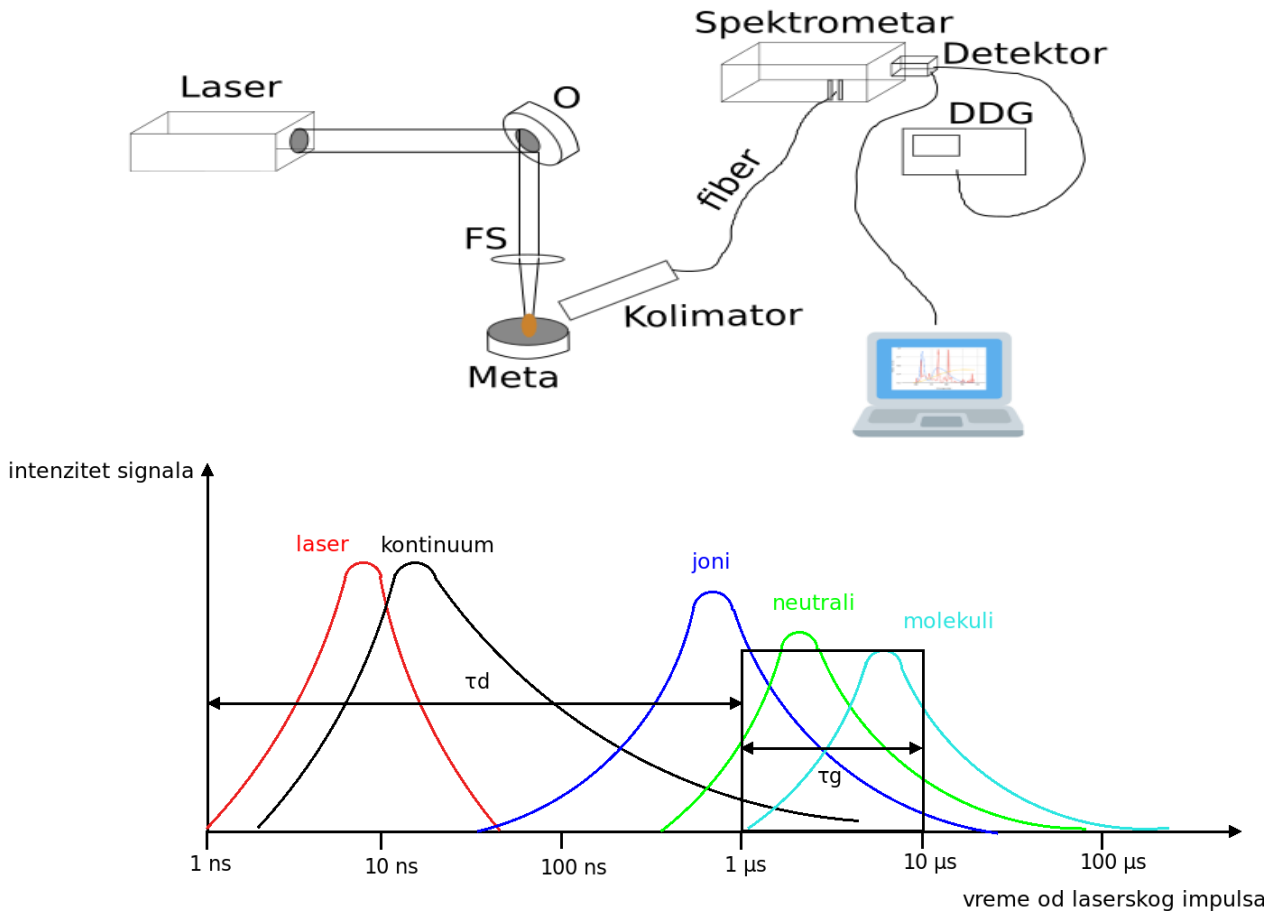 Spektrometar
Detektor
Laser
O
DDG
fiber
FS
Kolimator
Meta
intenzitet signala
laser
kontinuum
joni
neutrali
molekuli
τd
τg
1 ns
10 ns
100 ns
1 µs
10 µs
100 µs
vreme od laserskog impulsa